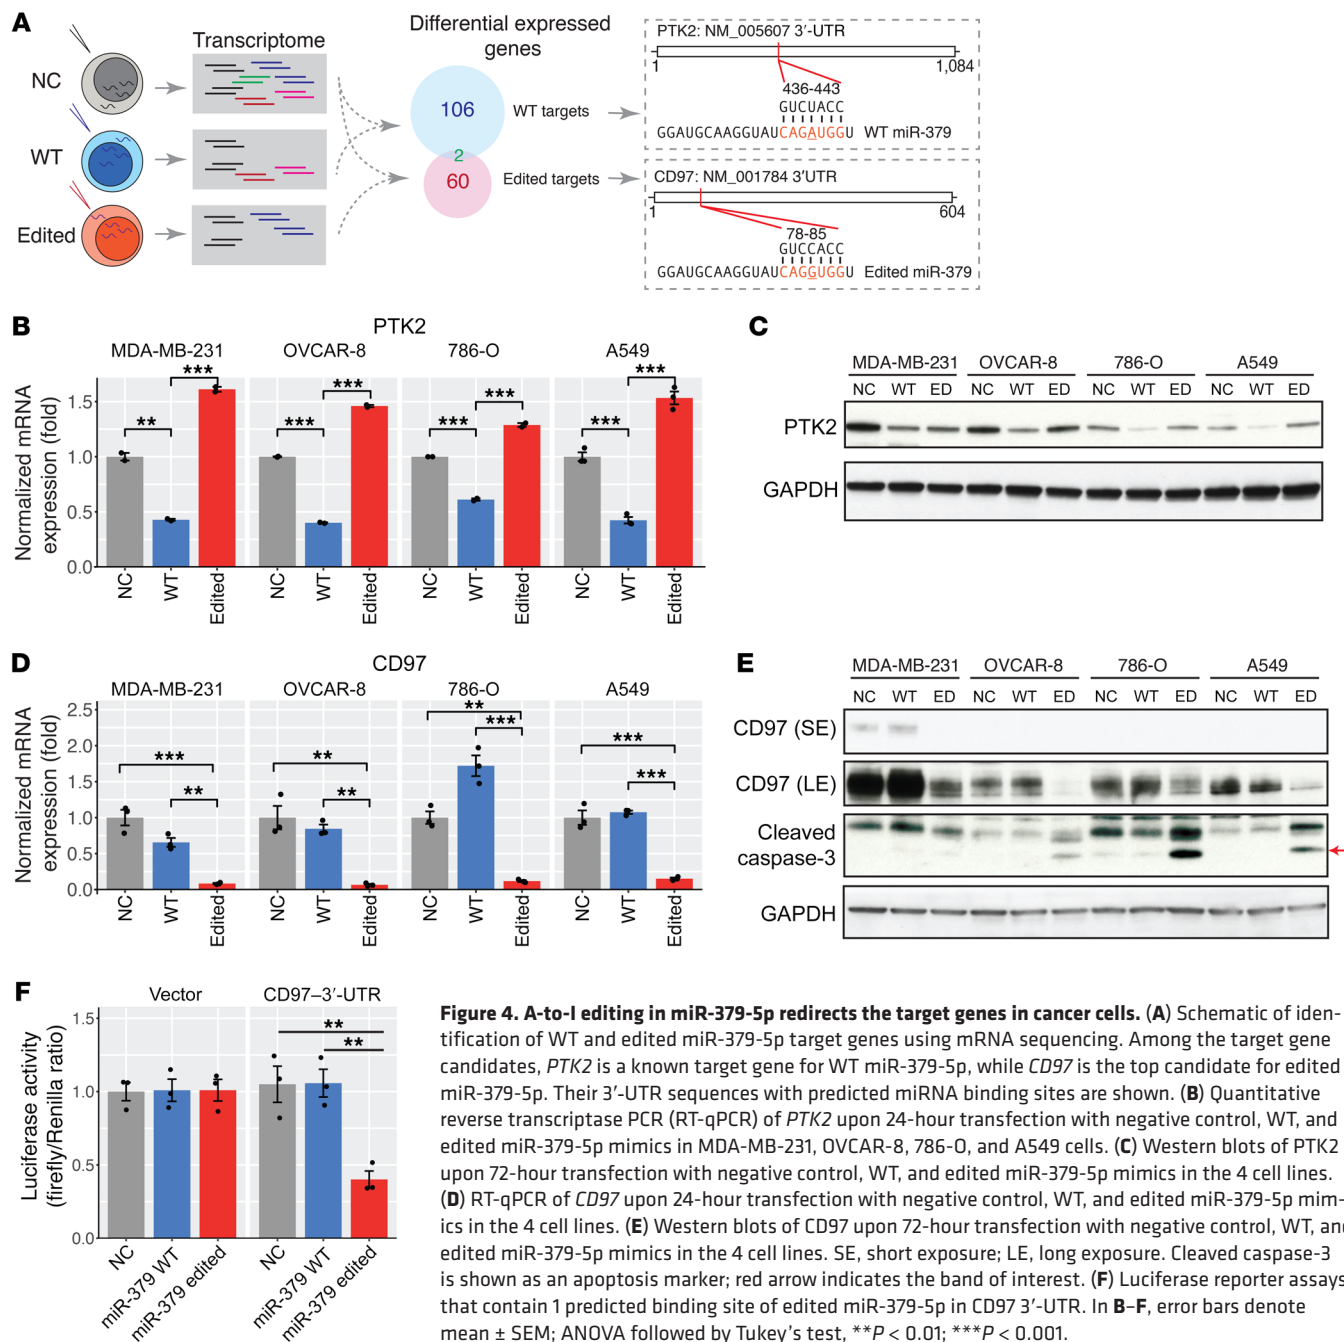 A
NC
WT
Edited
Transcriptome
Differential expressed
genes
106
2
60
WT targets
Edited targets
PTK2: NM_005607 3′-UTR
1
1,084
436-443
GUCUACC
GGAUGCAAGGUAUCAGAUGGU WT miR-379
CD97: NM_001784 3′UTR
1
604
78-85
GUCCACC
GGAUGCAAGGUAUCAGGUGGU Edited miR-379
B
PTK2
MDA-MB-231 OVCAR-8 786-O A549
Normalized mRNA
expression (fold)
1.5
1.0
0.5
0.0
** *** *** *** *** *** *** ***
NC WT Edited NC WT Edited NC WT Edited NC WT Edited
C
MDA-MB-231 OVCAR-8 786-O A549
NC WT ED NC WT ED NC WT ED NC WT ED
PTK2
GAPDH
D
CD97
MDA-MB-231 OVCAR-8 786-O A549
Normalized mRNA
expression (fold)
2.5
2.0
1.5
1.0
0.5
0.0
*** ** ** ** ** *** *** ***
NC WT Edited NC WT Edited NC WT Edited NC WT Edited
E
MDA-MB-231 OVCAR-8 786-O A549
NC WT ED NC WT ED NC WT ED NC WT ED
CD97 (SE)
CD97 (LE)
Cleaved
caspase-3
GAPDH
F
Vector CD97–3′-UTR
Luciferase activity
(firefly/Renilla ratio)
1.5
1.0
0.5
0.0
**
**
NC miR-379 WT miR-379 edited NC miR-379 WT miR-379 edited
Figure 4. A-to-I editing in miR-379-5p redirects the target genes in cancer cells. (A) Schematic of iden-
tification of WT and edited miR-379-5p target genes using mRNA sequencing. Among the target gene
candidates, PTK2 is a known target gene for WT miR-379-5p, while CD97 is the top candidate for edited
miR-379-5p. Their 3′-UTR sequences with predicted miRNA binding sites are shown. (B) Quantitative
reverse transcriptase PCR (RT-qPCR) of PTK2 upon 24-hour transfection with negative control, WT, and
edited miR-379-5p mimics in MDA-MB-231, OVCAR-8, 786-O, and A549 cells. (C) Western blots of PTK2
upon 72-hour transfection with negative control, WT, and edited miR-379-5p mimics in the 4 cell lines.
(D) RT-qPCR of CD97 upon 24-hour transfection with negative control, WT, and edited miR-379-5p mim-
ics in the 4 cell lines. (E) Western blots of CD97 upon 72-hour transfection with negative control, WT, and
edited miR-379-5p mimics in the 4 cell lines. SE, short exposure; LE, long exposure. Cleaved caspase-3
is shown as an apoptosis marker; red arrow indicates the band of interest. (F) Luciferase reporter assays
that contain 1 predicted binding site of edited miR-379-5p in CD97 3′-UTR. In B–F, error bars denote
mean ± SEM; ANOVA followed by Tukey's test, **P < 0.01; ***P < 0.001.